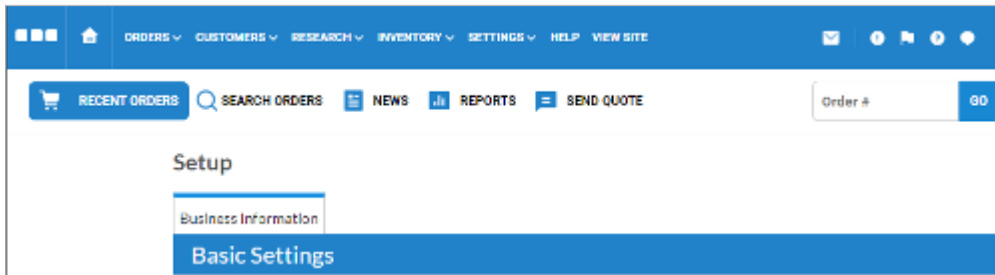 ORDERS CUSTOMERS RESEARCH INVENTORY SETTINGS HELP VIEW SITE
RECENT ORDERS SEARCH ORDERS NEWS REPORTS SEND QUOTE Order # GO
Setup
Business Information
Basic Settings